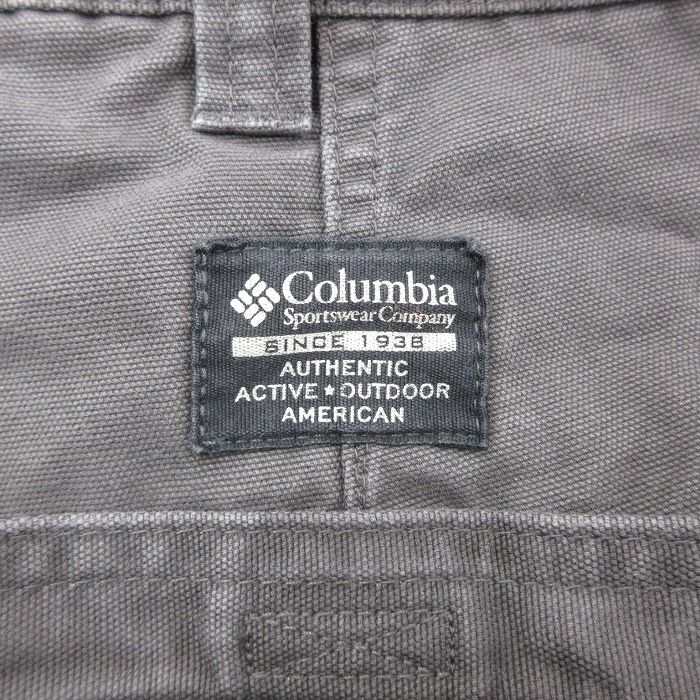 Columbia
Sportswear Company
SINCE 1938
AUTHENTIC
ACTIVE ★ OUTDOOR
AMERICAN